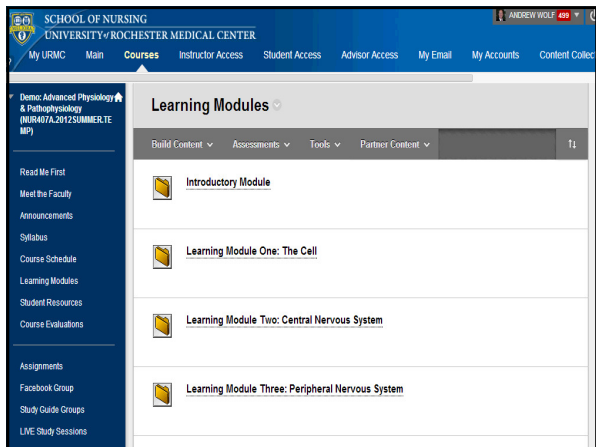 SCHOOL OF NURSING
UNIVERSITY of ROCHESTER MEDICAL CENTER
ANDREW WOLF 499
My URMC Main Courses Instructor Access Student Access Advisor Access My Email My Accounts Content Collec
Demo: Advanced Physiology
& Pathophysiology
(NUR407A.2012SUMMER.TE
MP)
Read Me First
Meet the Faculty
Announcements
Syllabus
Course Schedule
Learning Modules
Student Resources
Course Evaluations
Assignments
Facebook Group
Study Guide Groups
LIVE Study Sessions
Learning Modules
Build Content Assessments Tools Partner Content
Introductory Module
Learning Module One: The Cell
Learning Module Two: Central Nervous System
Learning Module Three: Peripheral Nervous System